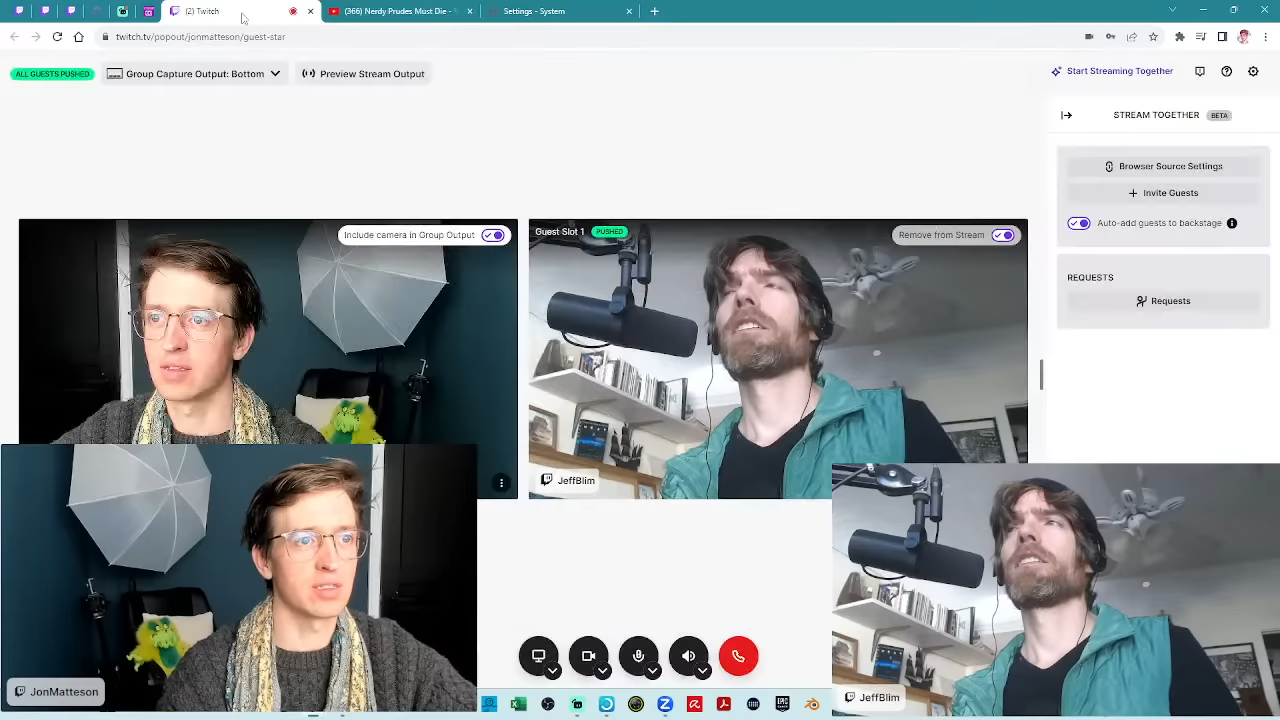 (2) Twitch
(366) Nerdy Prudes Must Die -
Settings - System
twitch.tv/popout/jonmatteson/guest-star
ALL GUESTS PUSHED
Group Capture Output: Bottom
Preview Stream Output
Start Streaming Together
STREAM TOGETHER BETA
Browser Source Settings
Invite Guests
Auto-add guests to backstage
REQUESTS
Requests
Include camera in Group Output
Guest Slot 1 PUSHED
Remove from Stream
JeffBlim
JonMatteson
JeffBlim